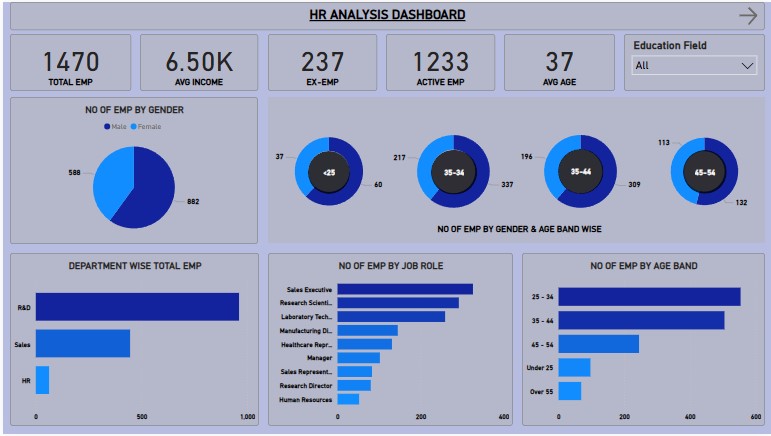 HR ANALYSIS DASHBOARD
1470
TOTAL EMP
6.50K
AVG INCOME
237
EX-EMP
1233
ACTIVE EMP
37
AVG AGE
Education Field
All
NO OF EMP BY GENDER
Male Female
588
882
37
<25
60
217
35-34
337
196
35-44
309
113
45-54
132
NO OF EMP BY GENDER & AGE BAND WISE
DEPARTMENT WISE TOTAL EMP
R&D
Sales
HR
0 500 1,000
NO OF EMP BY JOB ROLE
Sales Executive
Research Scienti...
Laboratory Tech...
Manufacturing Di...
Healthcare Repr...
Manager
Sales Represent...
Research Director
Human Resources
0 200 400
NO OF EMP BY AGE BAND
25 - 34
35 - 44
45 - 54
Under 25
Over 55
0 200 400 600